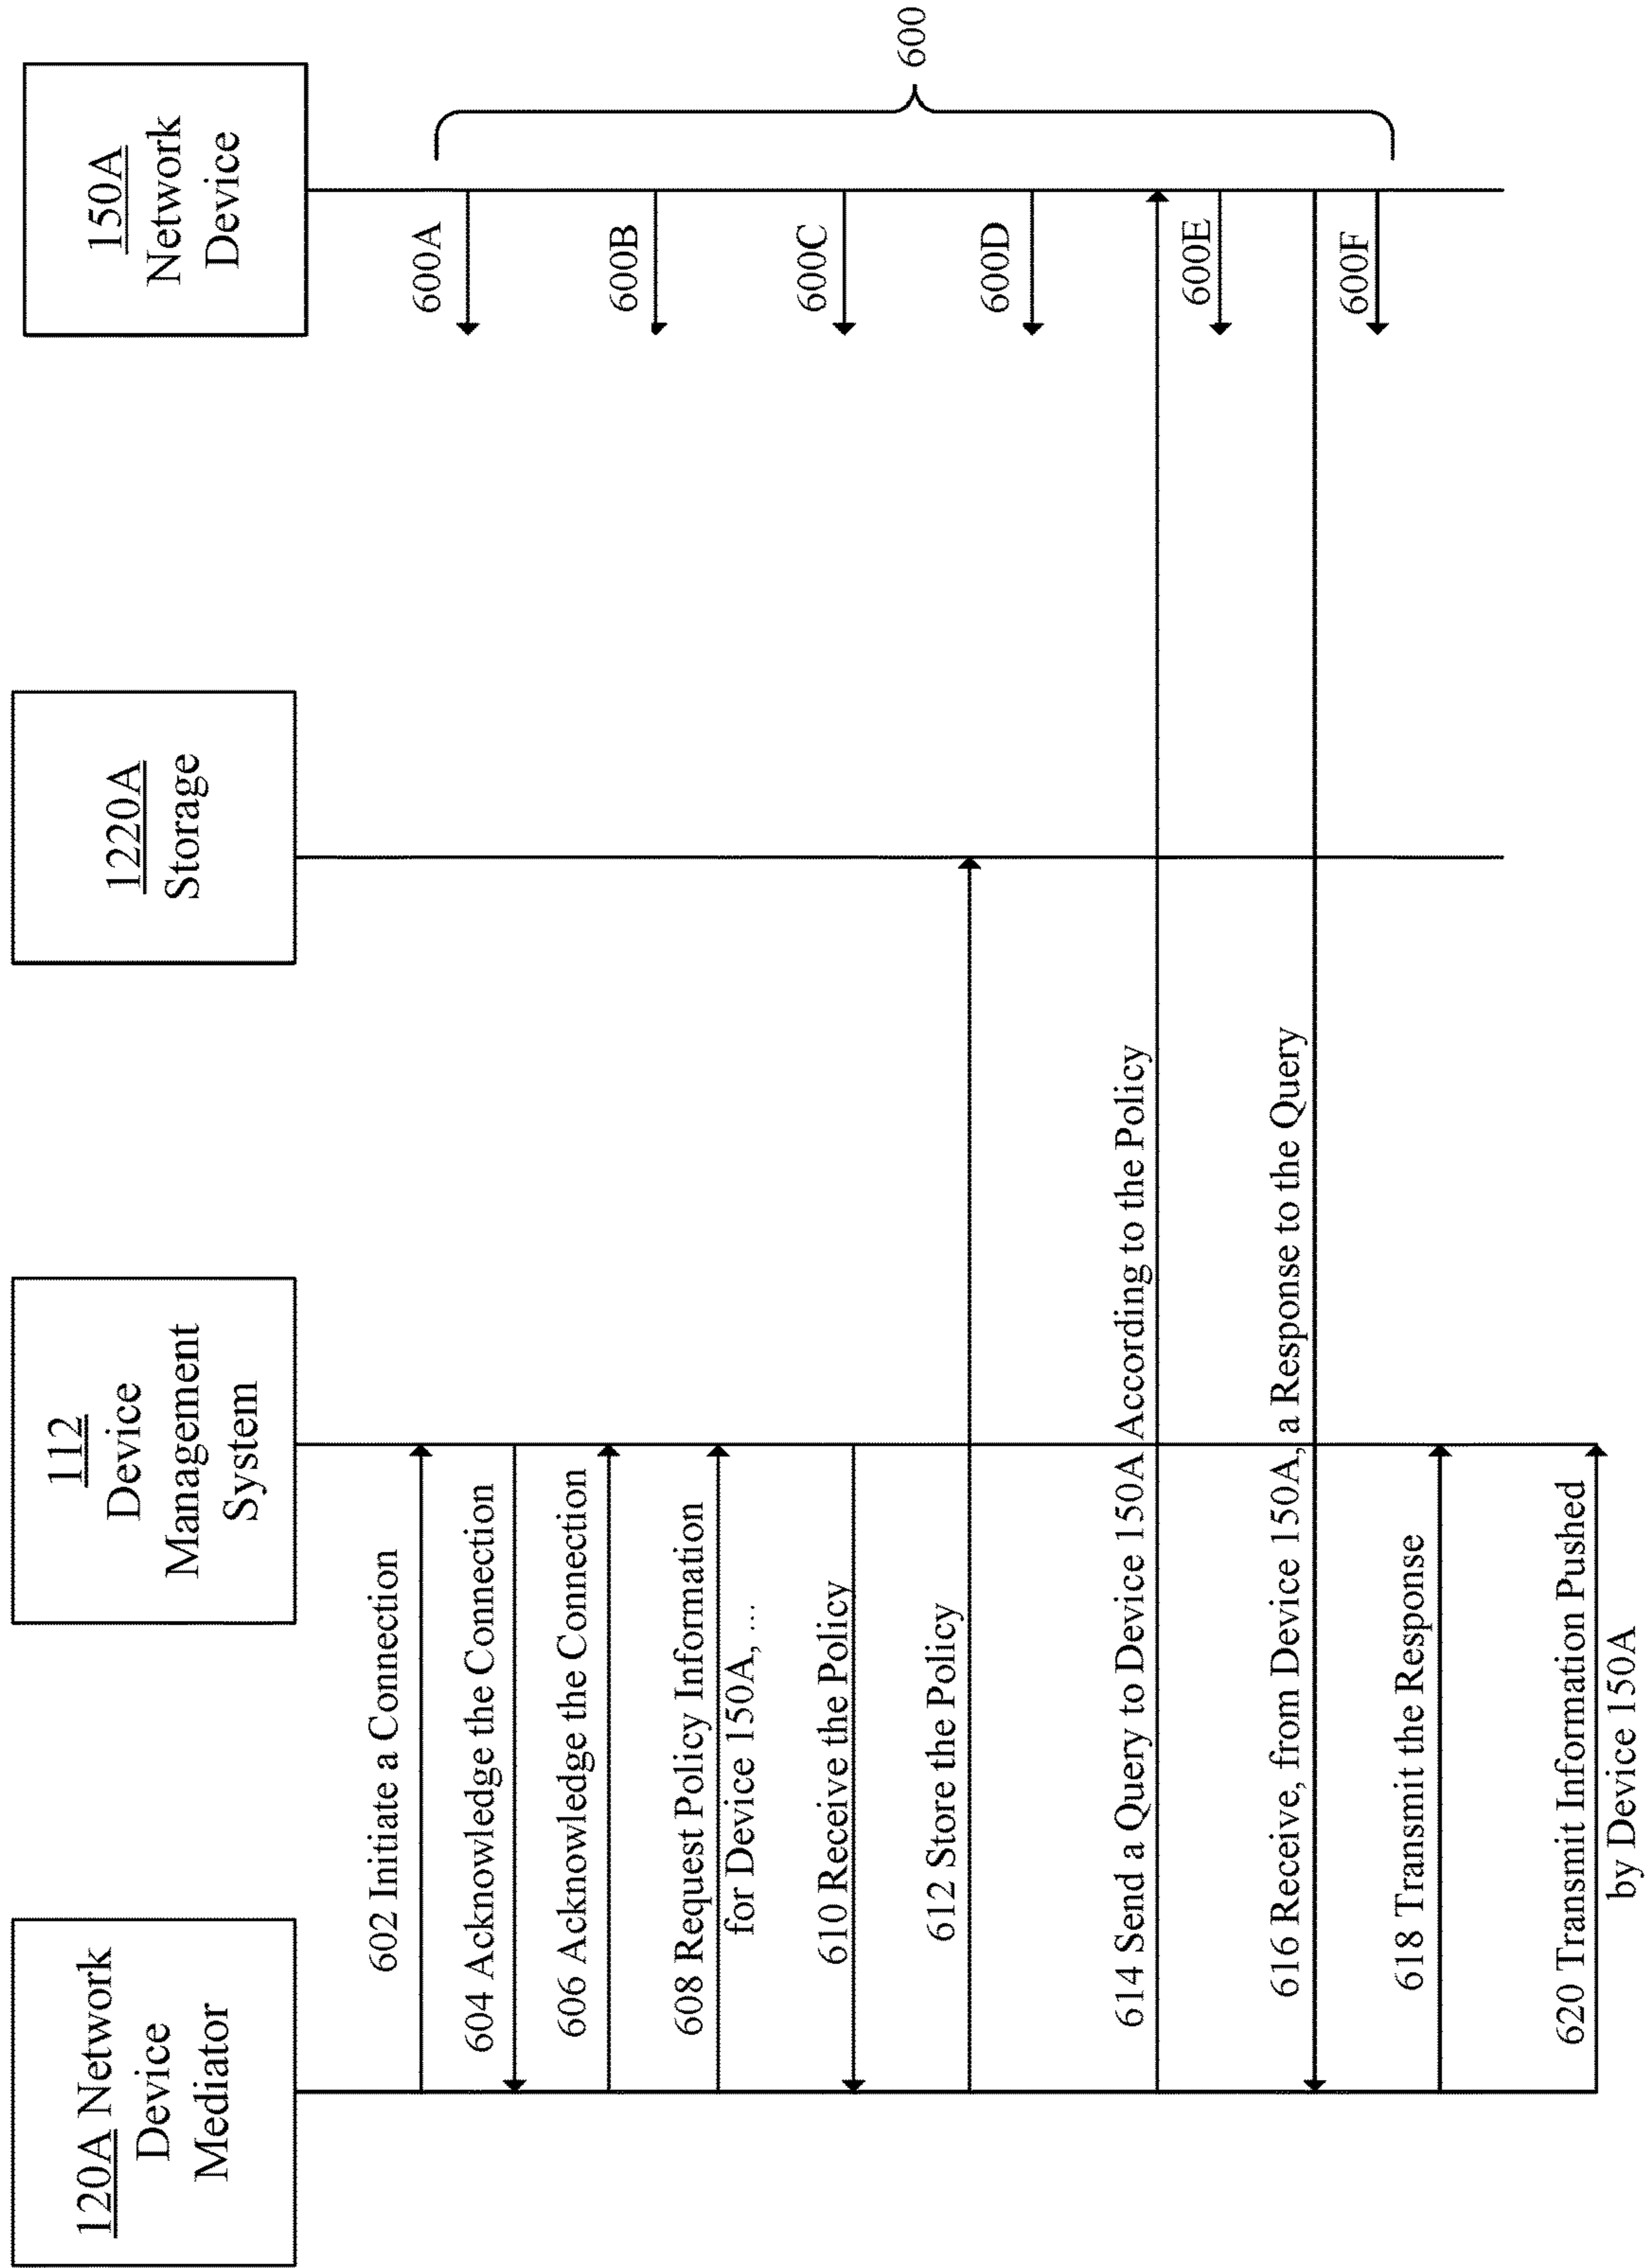 120A Network
Device
Mediator
112
Device
Management
System
1220A
Storage
150A
Network
Device
602 Initiate a Connection
604 Acknowledge the Connection
606 Acknowledge the Connection
608 Request Policy Information
for Device 150A, ...
610 Receive the Policy
612 Store the Policy
614 Send a Query to Device 150A According to the Policy
616 Receive, from Device 150A, a Response to the Query
618 Transmit the Response
620 Transmit Information Pushed
by Device 150A
600A
600B
600C
600D
600E
600F
600